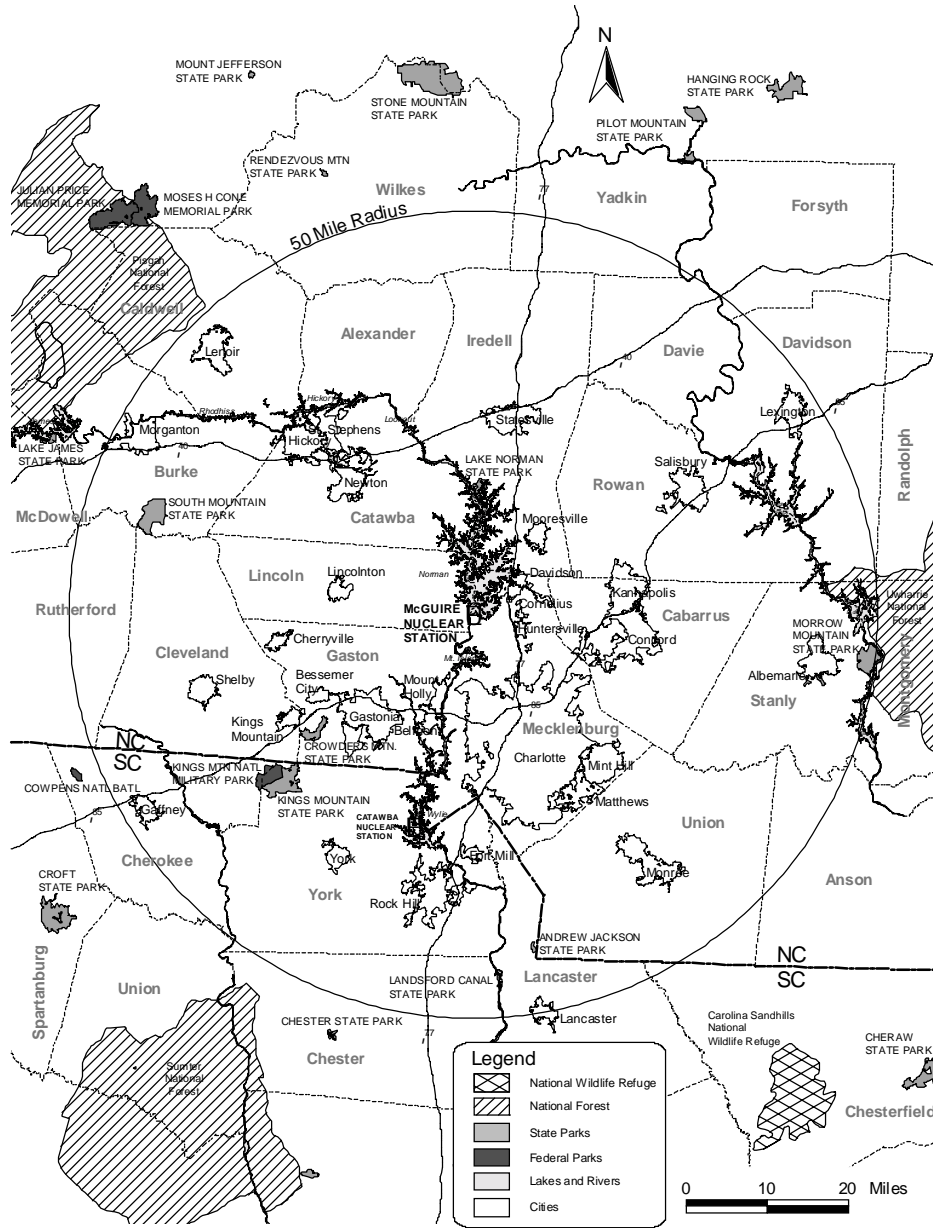 N
MOUNT JEFFERSON
STATE PARK
STONE MOUNTAIN
STATE PARK
HANGING ROCK
STATE PARK
PILOT MOUNTAIN
STATE PARK
RENDEZVOUS MTN
STATE PARK
Wilkes
77
Yadkin
Forsyth
JULIAN PRICE
MEMORIAL PARK
MOSES H CONE
MEMORIAL PARK
50 Mile Radius
Pisgah
National
Forest
Caldwell
Alexander
Iredell
Davie
Davidson
Lenoir
40
Hickory
Rhodhiss
Lexington
85
Morganton
Stephens
Statesville
Hickory
LAKE JAMES
STATE PARK
40
Burke
LAKE NORMAN
STATE PARK
Salisbury
Newton
Rowan
Randolph
SOUTH MOUNTAIN
STATE PARK
McDowell
Catawba
Mooresville
Lincoln
Lincolnton
Norman
Davidson
Kannapolis
Cornelius
Rutherford
McGUIRE
NUCLEAR
STATION
Cabarrus
Uwharrie
National
Forest
Huntersville
Concord
MORROW
MOUNTAIN
STATE PARK
Cherryville
Cleveland
Gaston
Albemarle
Montgomery
Shelby
Bessemer
City
Mount
Holly
Stanly
Kings
Mountain
Gastonia
Belmont
85
Mecklenburg
NC
SC
CROWDERS MTN.
STATE PARK
Charlotte
Mint Hill
KINGS MTN NATL
MILITARY PARK
COWPENS NATL BATL
KINGS MOUNTAIN
STATE PARK
Matthews
Gaffney
85
Wylie
CATAWBA
NUCLEAR
STATION
Union
Cherokee
York
Fort Mill
Monroe
CROFT
STATE PARK
York
Anson
Rock Hill
ANDREW JACKSON
STATE PARK
NC
SC
Spartanburg
Union
LANDSFORD CANAL
STATE PARK
Lancaster
CHESTER STATE PARK
Lancaster
Carolina Sandhills
National
Wildlife Refuge
77
Chester
CHERAW
STATE PARK
Sumter
National
Forest
Chesterfield
Legend
National Wildlife Refuge
National Forest
State Parks
Federal Parks
Lakes and Rivers
Cities
0 10 20 Miles